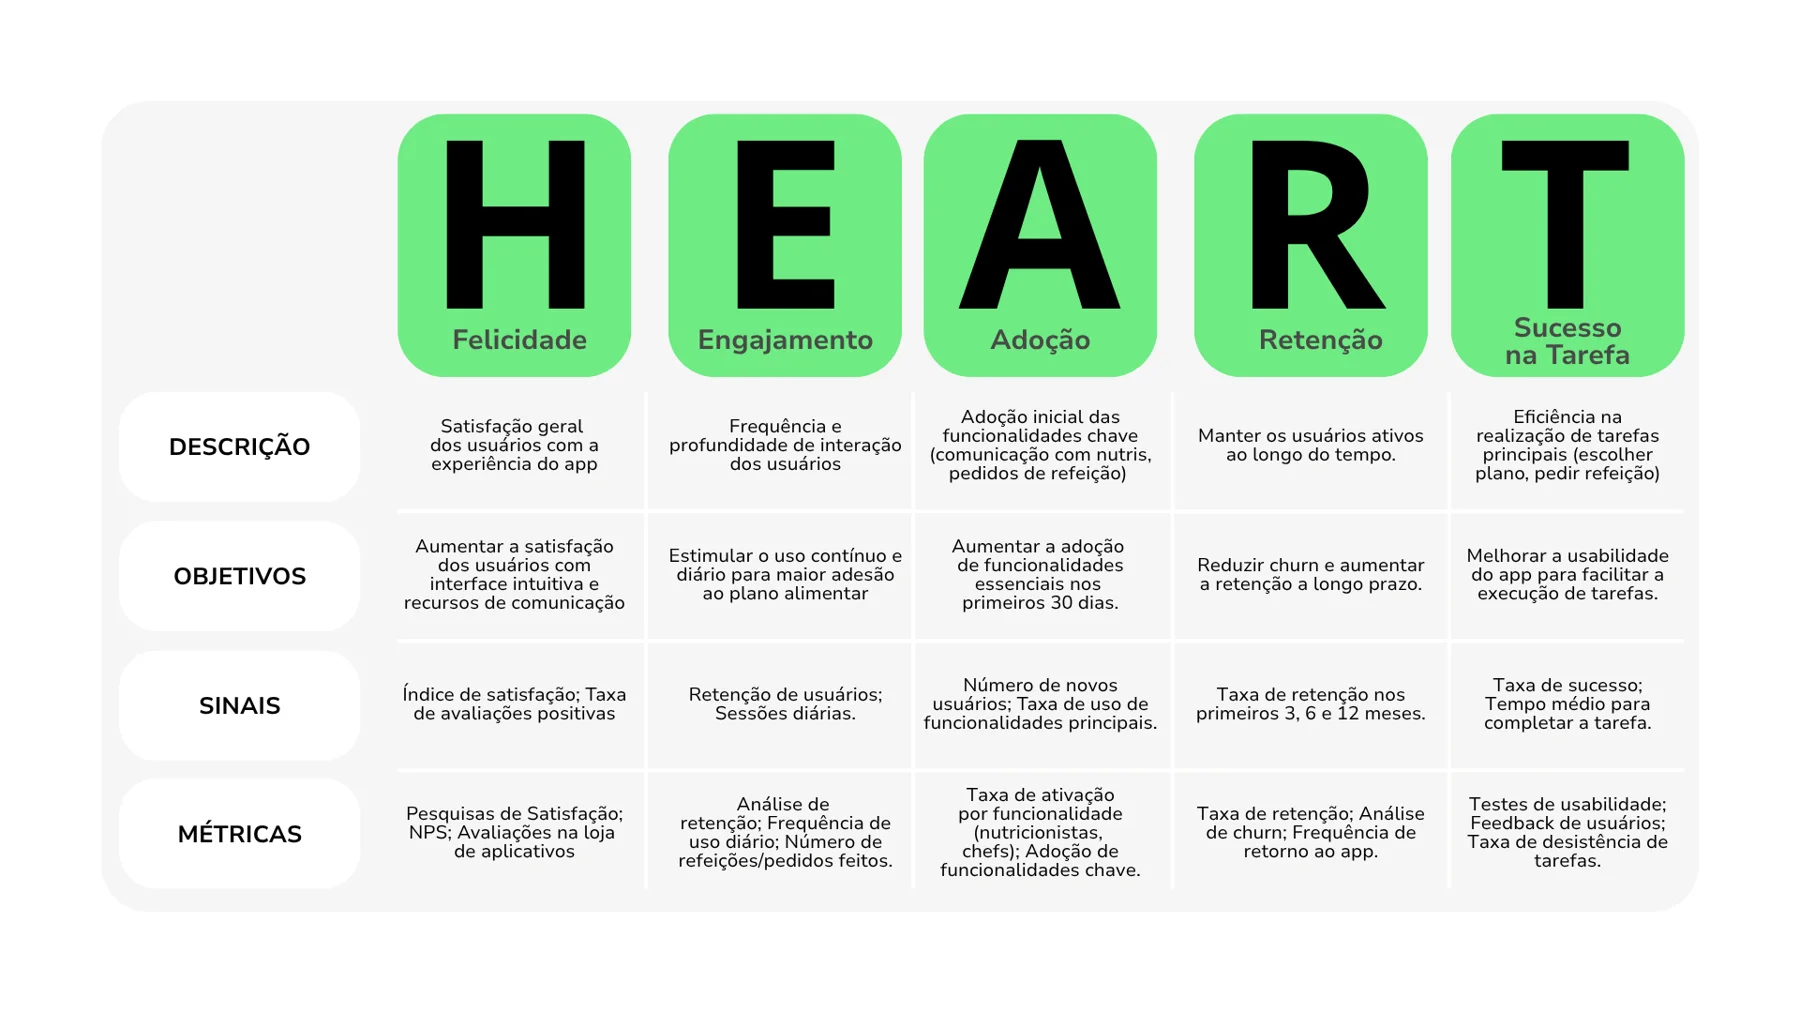 H
Felicidade
E
Engajamento
A
Adoção
R
Retenção
T
Sucesso
na Tarefa
DESCRIÇÃO
Satisfação geral
dos usuários com a
experiência do app
Frequência e
profundidade de interação
dos usuários
Adoção inicial das
funcionalidades chave
(comunicação com nutris,
pedidos de refeição)
Manter os usuários ativos
ao longo do tempo.
Eficiência na
realização de tarefas
principais (escolher
plano, pedir refeição)
OBJETIVOS
Aumentar a satisfação
dos usuários com
interface intuitiva e
recursos de comunicação
Estimular o uso contínuo e
diário para maior adesão
ao plano alimentar
Aumentar a adoção
de funcionalidades
essenciais nos
primeiros 30 dias.
Reduzir churn e aumentar
a retenção a longo prazo.
Melhorar a usabilidade
do app para facilitar a
execução de tarefas.
SINAIS
Índice de satisfação; Taxa
de avaliações positivas
Retenção de usuários;
Sessões diárias.
Número de novos
usuários; Taxa de uso de
funcionalidades principais.
Taxa de retenção nos
primeiros 3, 6 e 12 meses.
Taxa de sucesso;
Tempo médio para
completar a tarefa.
MÉTRICAS
Pesquisas de Satisfação;
NPS; Avaliações na loja
de aplicativos
Análise de
retenção; Frequência de
uso diário; Número de
refeições/pedidos feitos.
Taxa de ativação
por funcionalidade
(nutricionistas,
chefs); Adoção de
funcionalidades chave.
Taxa de retenção; Análise
de churn; Frequência de
retorno ao app.
Testes de usabilidade;
Feedback de usuários;
Taxa de desistência de
tarefas.